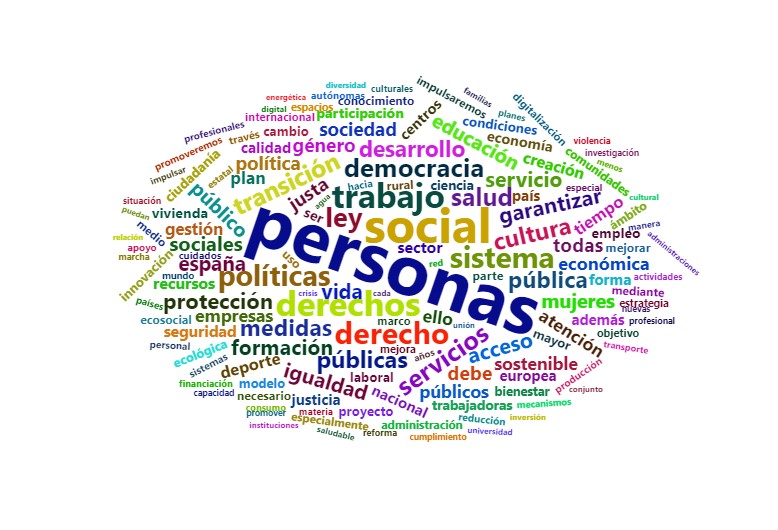 diversidad
culturales
impulsaremos
familias
energética
autónomas
conocimiento
digital
espacios
participación
centros
planes
digitalización
internacional
profesionales
cambio
sociedad
condiciones
violencia
promoveremos
través
calidad
género
desarrollo
educación
economía
investigación
impulsar
ciudadanía
estatal
política
transición
democracia
creación
comunidades
menos
plan
público
justa
agua
hacia
rural
ciencia
servicio
especial
situación
puedan
vivienda
ser
trabajo
salud
país
garantizar
tiempo
ámbito
cultural
medio
gestión
ley
social
cultura
empleo
manera
administraciones
relación
apoyo
sociales
personas
sector
todas
mejorar
marcha
cuidados
españa
uso
red
sistema
económica
innovación
mundo
recursos
políticas
parte
pública
forma
actividades
países
protección
crisis
vida
cada
derechos
mujeres
mediante
estrategia
nuevas
ecosocial
empresas
marco
ello
unión
además
profesional
seguridad
medidas
derecho
servicios
atención
mayor
objetivo
personal
ecológica
formación
mejora
años
acceso
transporte
sistemas
deporte
públicas
sostenible
producción
financiación
modelo
igualdad
laboral
debe
europea
conjunto
capacidad
necesario
nacional
públicos
bienestar
consumo
justicia
trabajadoras
mecanismos
promover
materia
proyecto
reducción
inversión
instituciones
especialmente
administración
universidad
saludable
reforma
cumplimiento